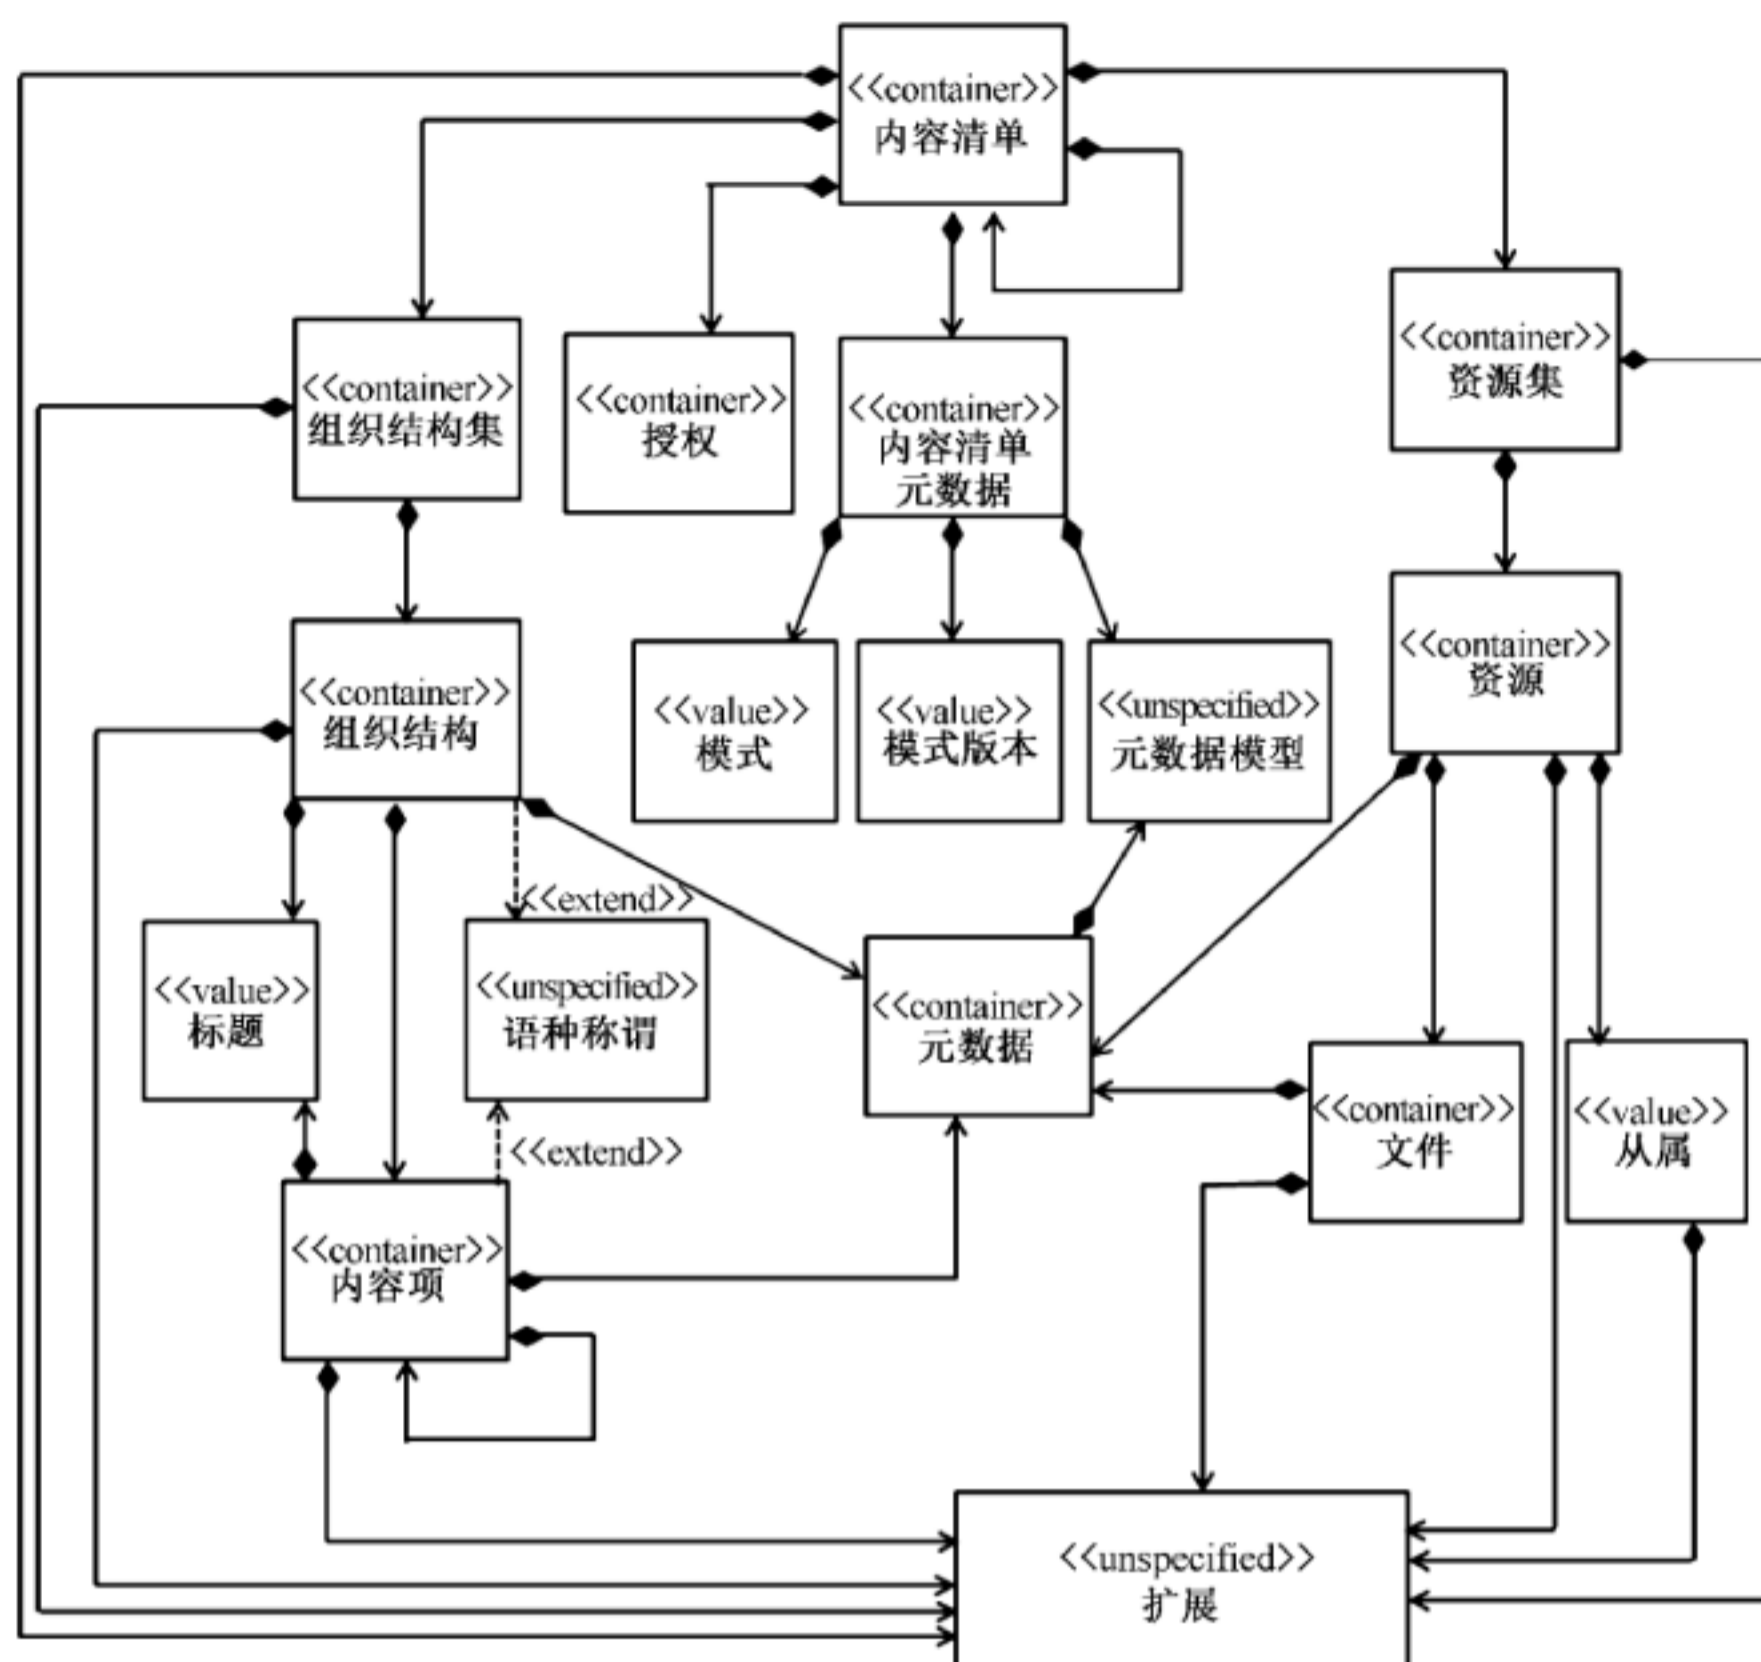 <<container>>
内容清单
<<container>>
组织结构集
<<container>>
授权
<<container>>
内容清单
元数据
<<container>>
资源集
<<container>>
组织结构
<<value>>
模式
<<value>>
模式版本
<<unspecified>>
元数据模型
<<container>>
资源
<<extend>>
<<value>>
标题
<<unspecified>>
语种称谓
<<container>>
元数据
<<container>>
文件
<<value>>
从属
<<extend>>
<<container>>
内容项
<<unspecified>>
扩展